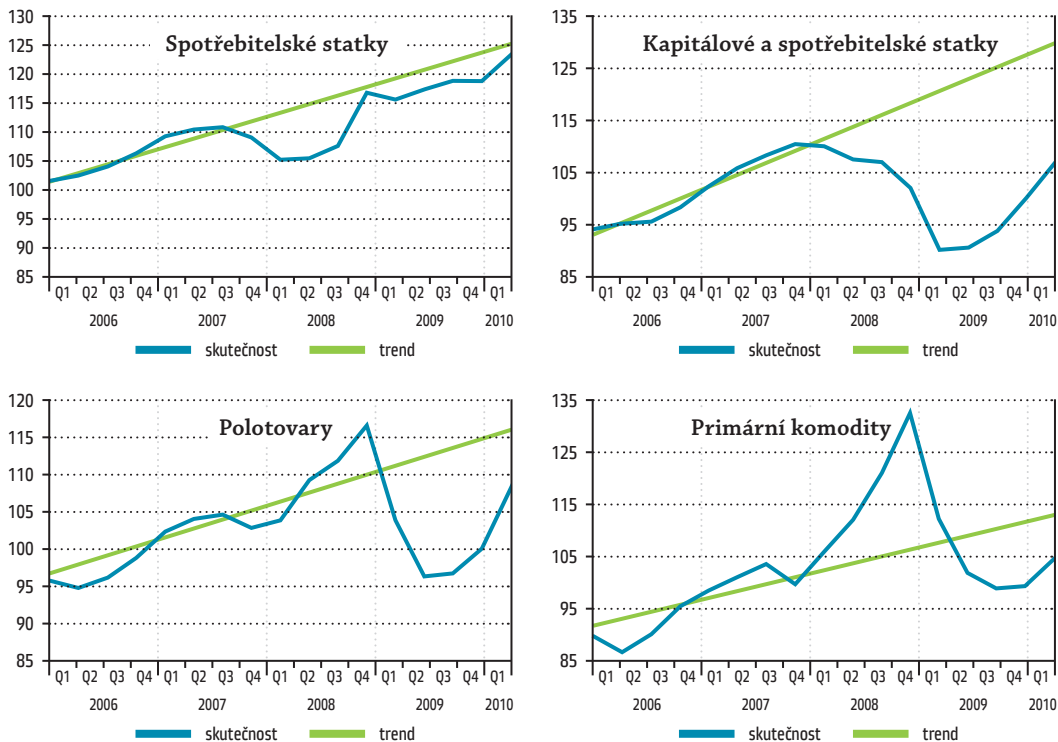 Spotřebitelské statky
130
125
120
115
110
105
100
95
90
85
Q1 Q2 Q3 Q4 Q1 Q2 Q3 Q4 Q1 Q2 Q3 Q4 Q1 Q2 Q3 Q4 Q1
2006 2007 2008 2009 2010
skutečnost trend
Kapitálové a spotřebitelské statky
135
125
115
105
95
85
Q1 Q2 Q3 Q4 Q1 Q2 Q3 Q4 Q1 Q2 Q3 Q4 Q1 Q2 Q3 Q4 Q1
2006 2007 2008 2009 2010
skutečnost trend
Polotovary
120
115
110
105
100
95
90
85
Q1 Q2 Q3 Q4 Q1 Q2 Q3 Q4 Q1 Q2 Q3 Q4 Q1 Q2 Q3 Q4 Q1
2006 2007 2008 2009 2010
skutečnost trend
Primární komodity
135
125
115
105
95
85
Q1 Q2 Q3 Q4 Q1 Q2 Q3 Q4 Q1 Q2 Q3 Q4 Q1 Q2 Q3 Q4 Q1
2006 2007 2008 2009 2010
skutečnost trend